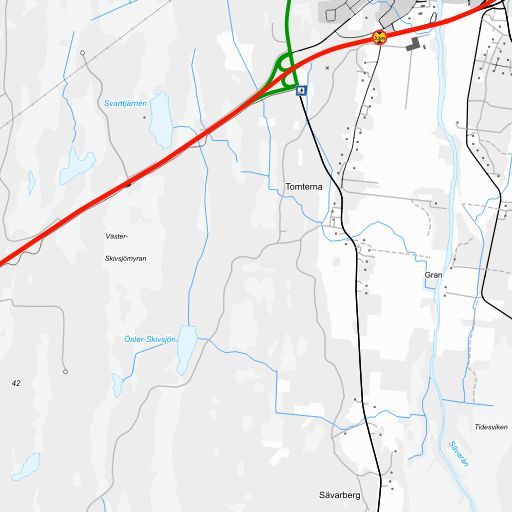 Svarttjärnen
Tomterna
Väster-
Skivsjömyran
Gran
Öster-Skivsjön
42
Tidesviken
Sävarån
Sävarberg